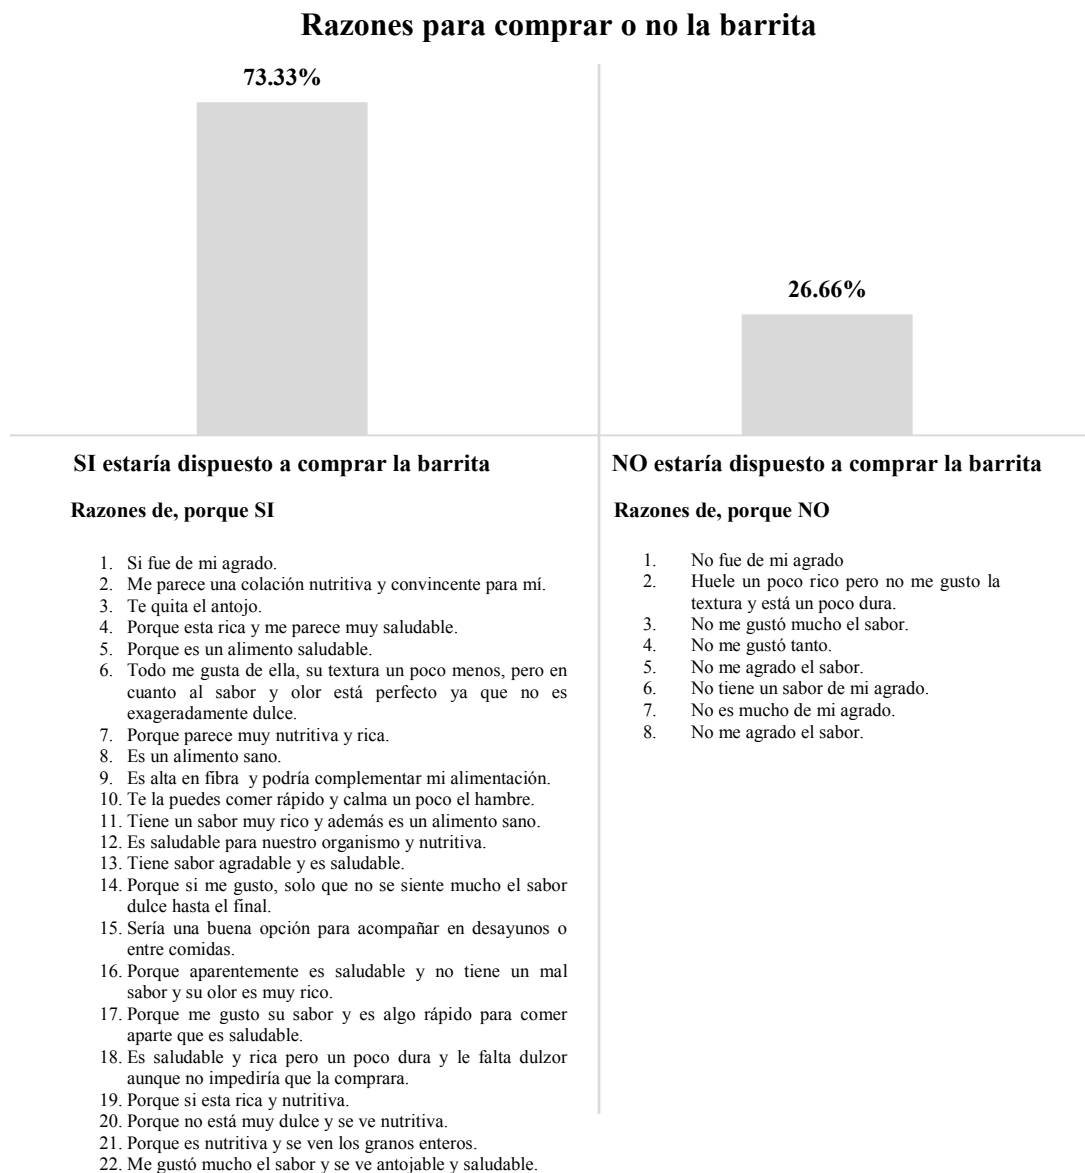 Razones para comprar o no la barrita
73.33%
26.66%
SI estaría dispuesto a comprar la barrita
Razones de, porque SI
1. Si fue de mi agrado.
2. Me parece una colación nutritiva y convincente para mí.
3. Te quita el antojo.
4. Porque esta rica y me parece muy saludable.
5. Porque es un alimento saludable.
6. Todo me gusta de ella, su textura un poco menos, pero en
cuanto al sabor y olor está perfecto ya que no es
exageradamente dulce.
7. Porque parece muy nutritiva y rica.
8. Es un alimento sano.
9. Es alta en fibra y podría complementar mi alimentación.
10. Te la puedes comer rápido y calma un poco el hambre.
11. Tiene un sabor muy rico y además es un alimento sano.
12. Es saludable para nuestro organismo y nutritiva.
13. Tiene sabor agradable y es saludable.
14. Porque si me gusto, solo que no se siente mucho el sabor
dulce hasta el final.
15. Sería una buena opción para acompañar en desayunos o
entre comidas.
16. Porque aparentemente es saludable y no tiene un mal
sabor y su olor es muy rico.
17. Porque me gusto su sabor y es algo rápido para comer
aparte que es saludable.
18. Es saludable y rica pero un poco dura y le falta dulzor
aunque no impediría que la comprara.
19. Porque si esta rica y nutritiva.
20. Porque no está muy dulce y se ve nutritiva.
21. Porque es nutritiva y se ven los granos enteros.
22. Me gustó mucho el sabor y se ve antojable y saludable.
NO estaría dispuesto a comprar la barrita
Razones de, porque NO
1. No fue de mi agrado
2. Huele un poco rico pero no me gusto la
textura y está un poco dura.
3. No me gustó mucho el sabor.
4. No me gustó tanto.
5. No me agrado el sabor.
6. No tiene un sabor de mi agrado.
7. No es mucho de mi agrado.
8. No me agrado el sabor.